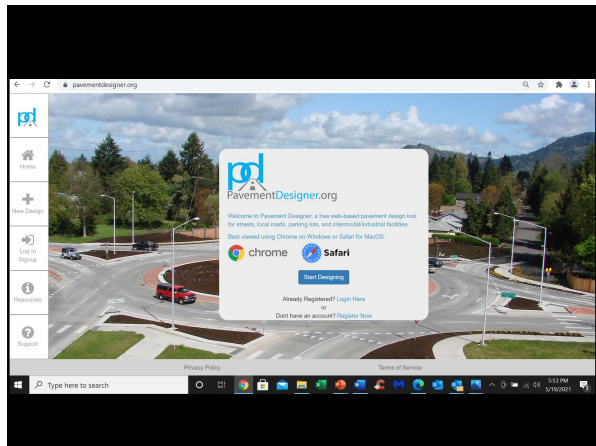 pavementdesigner.org
pd
Home
New Design
Log In
Signup
Resources
Support
pd
PavementDesigner.org
Welcome to Pavement Designer, a free web-based pavement design tool
for streets, local roads, parking lots, and intermodal/industrial facilities.
Best viewed using Chrome on Windows or Safari for MacOS.
chrome
Safari
Start Designing
Already Registered? Login Here
or
Dont have an account? Register Now
Privacy Policy
Terms of Service
Type here to search
5:53 PM
5/19/2021